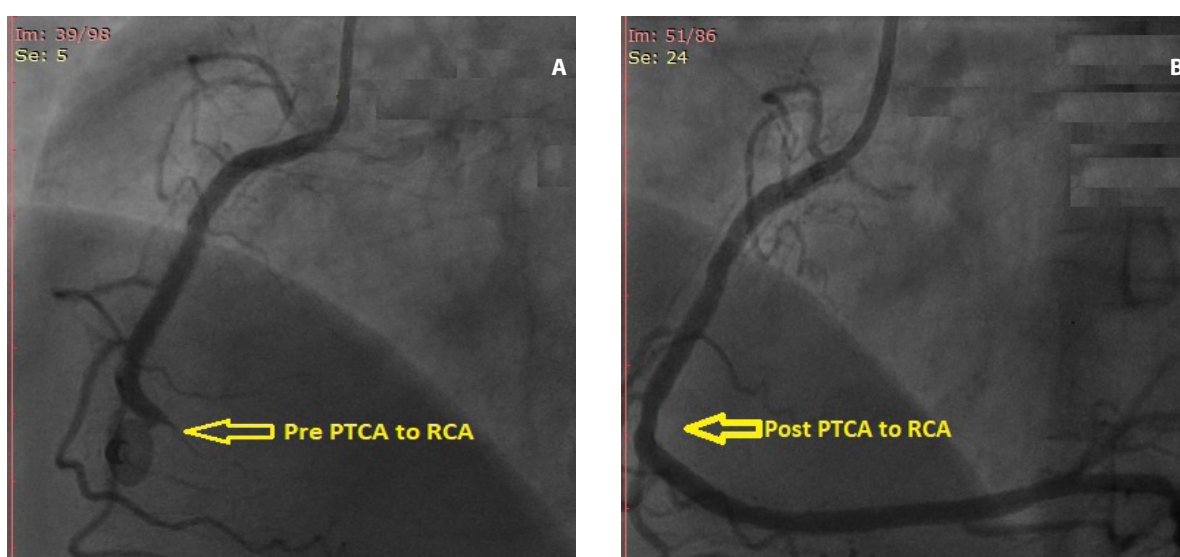 Im: 39/98
Se: 5
A
Pre PTCA to RCA
Im: 51/86
Se: 24
B
Post PTCA to RCA